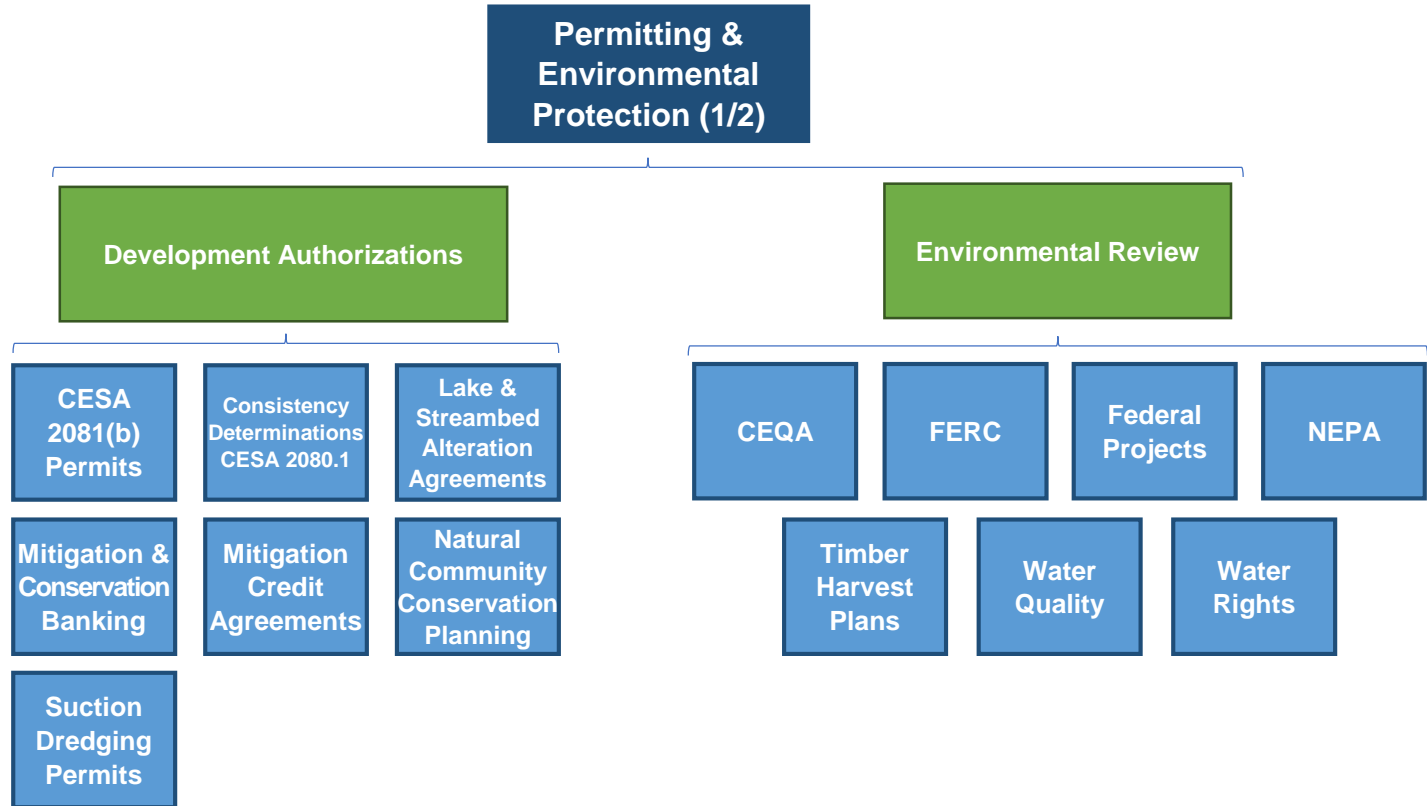 Permitting &
Environmental
Protection (1/2)
Development Authorizations
Environmental Review
CESA
2081(b)
Permits
Consistency
Determinations
CESA 2080.1
Lake &
Streambed
Alteration
Agreements
CEQA
FERC
Federal
Projects
NEPA
Mitigation &
Conservation
Banking
Mitigation
Credit
Agreements
Natural
Community
Conservation
Planning
Timber
Harvest
Plans
Water
Quality
Water
Rights
Suction
Dredging
Permits